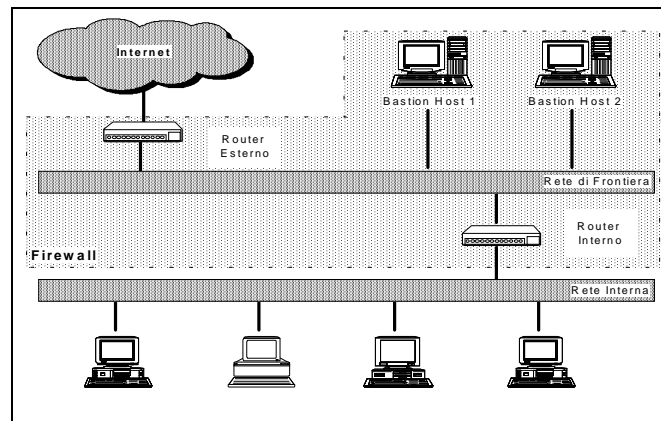 Internet
Bastion Host 1
Bastion Host 2
Router
Esterno
Rete di Frontiera
Router
Interno
Firewall
Rete Interna